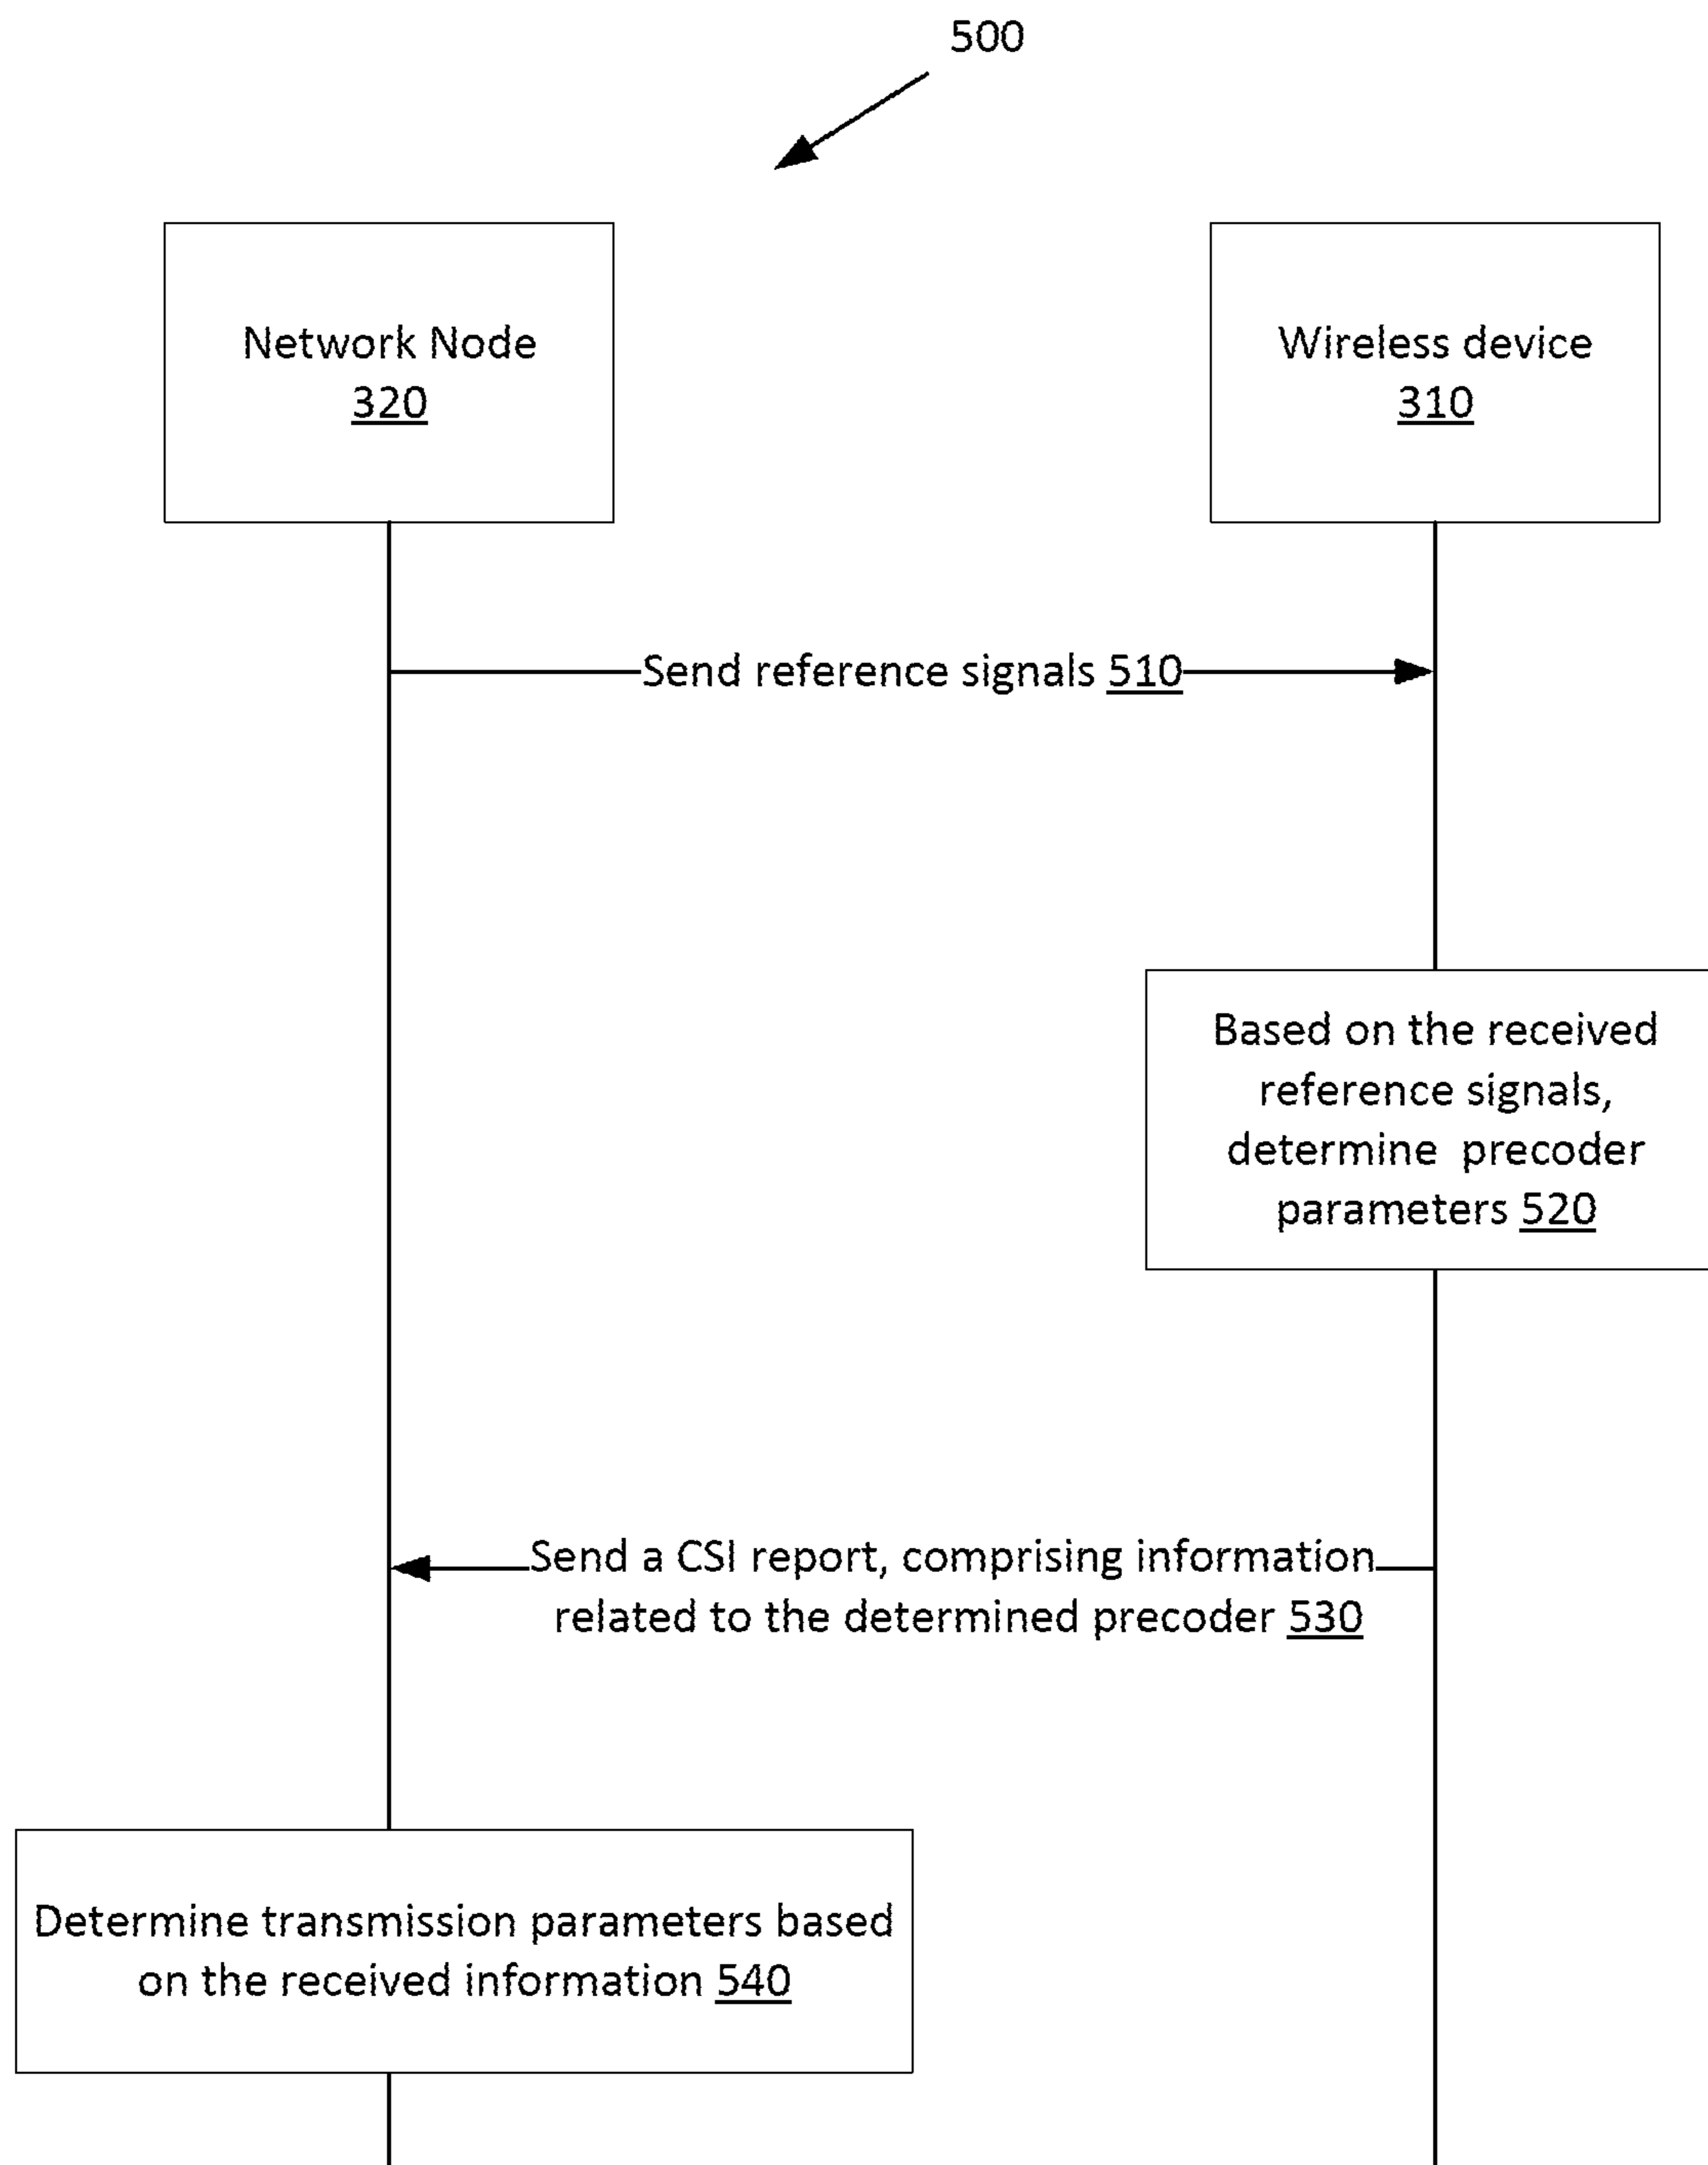 500
Network Node
320
Wireless device
310
Send reference signals 510
Based on the received
reference signals,
determine precoder
parameters 520
Send a CSI report, comprising information
related to the determined precoder 530
Determine transmission parameters based
on the received information 540